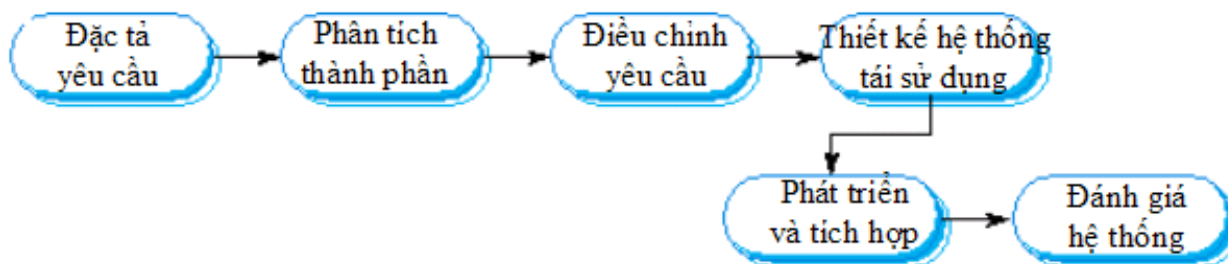 Đặc tả
yêu cầu
Phân tích
thành phần
Điều chỉnh
yêu cầu
Thiết kế hệ thống
tái sử dụng
Phát triển
và tích hợp
Đánh giá
hệ thống